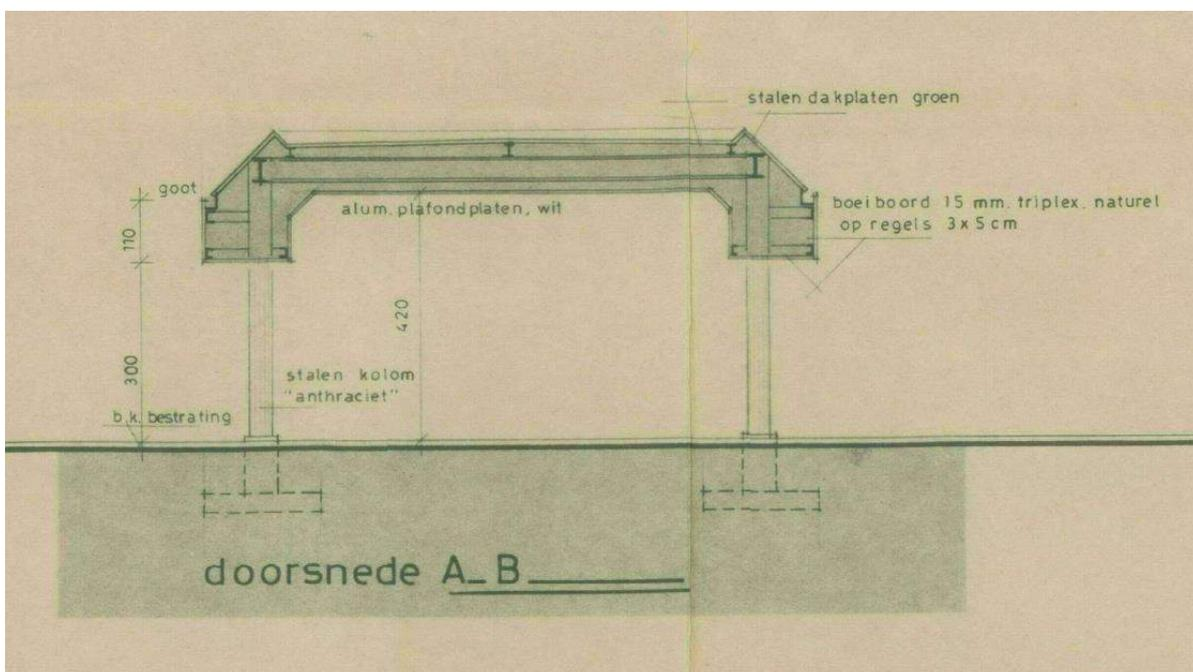 stalen dakplaten groen
goot
alum. plafondplaten, wit
boeiboord 15 mm. triplex. naturel
op regels 3x5cm
110
420
300
stalen kolom
"anthraciet"
b.k. bestrating
doorsnede A_B